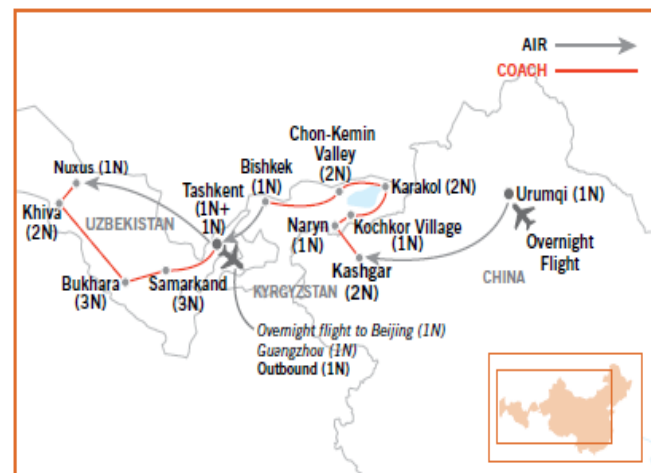 AIR
COACH
Chon-Kemin
Valley
(2N)
Bishkek
(1N)
Nuxus (1N)
Tashkent
(1N+
1N)
Karakol (2N)
Urumqi (1N)
Khiva
(2N)
UZBEKISTAN
Naryn
(1N)
Kochkor Village
(1N)
Overnight
Flight
Kashgar
(2N)
CHINA
Bukhara
(3N)
Samarkand
(3N)
KYRGYZSTAN
Overnight flight to Beijing (1N)
Guangzhou (1N)
Outbound (1N)